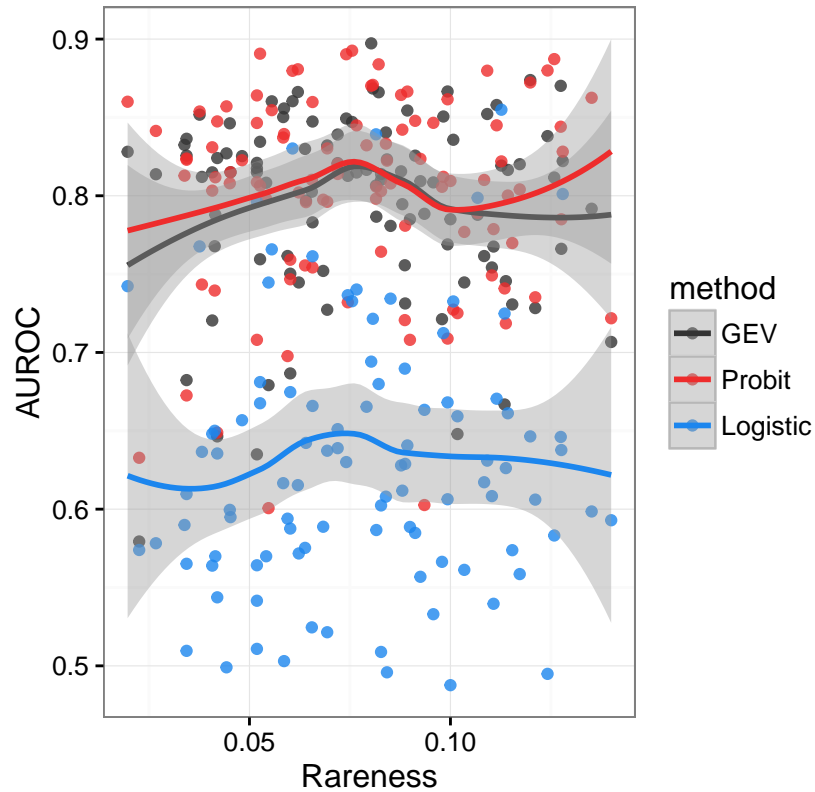 AUROC
0.9
0.8
0.7
0.6
0.5
0.05
0.10
Rareness
method
GEV
Probit
Logistic